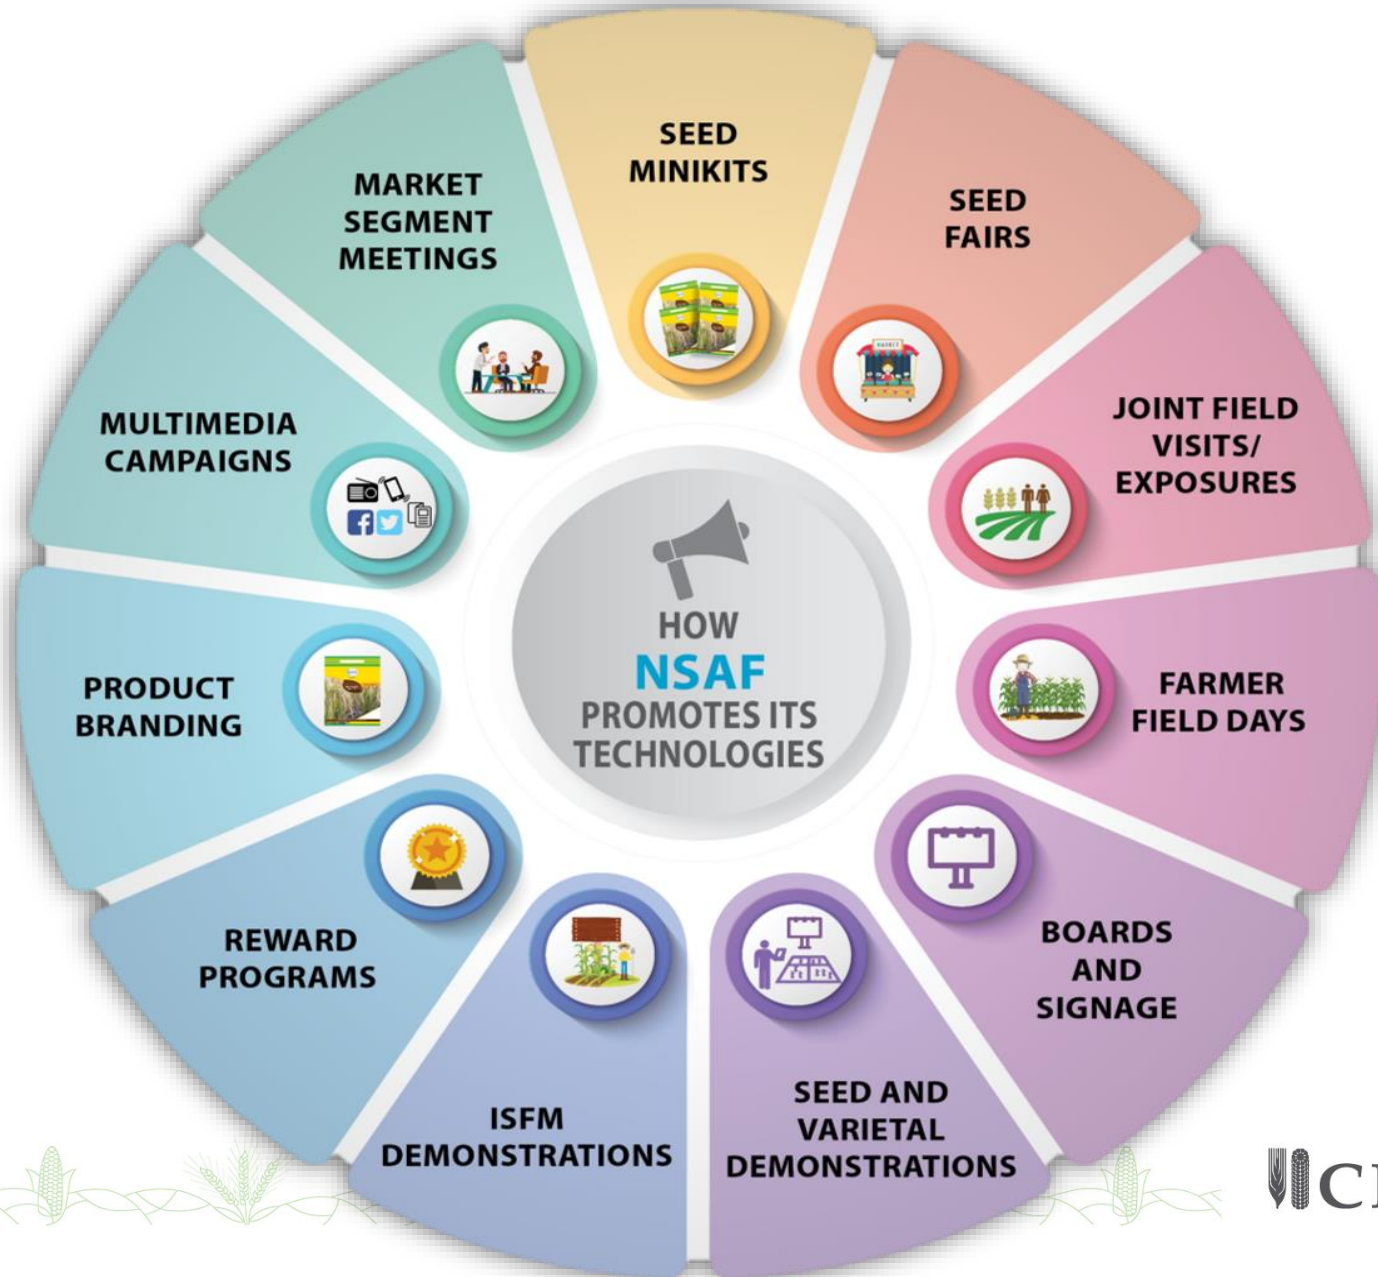 SEED
MINIKITS
SEED
FAIRS
JOINT FIELD
VISITS/
EXPOSURES
FARMER
FIELD DAYS
BOARDS
AND
SIGNAGE
SEED AND
VARIETAL
DEMONSTRATIONS
ISFM
DEMONSTRATIONS
REWARD
PROGRAMS
PRODUCT
BRANDING
MULTIMEDIA
CAMPAIGNS
MARKET
SEGMENT
MEETINGS
HOW
NSAF
PROMOTES ITS
TECHNOLOGIES
MARKET